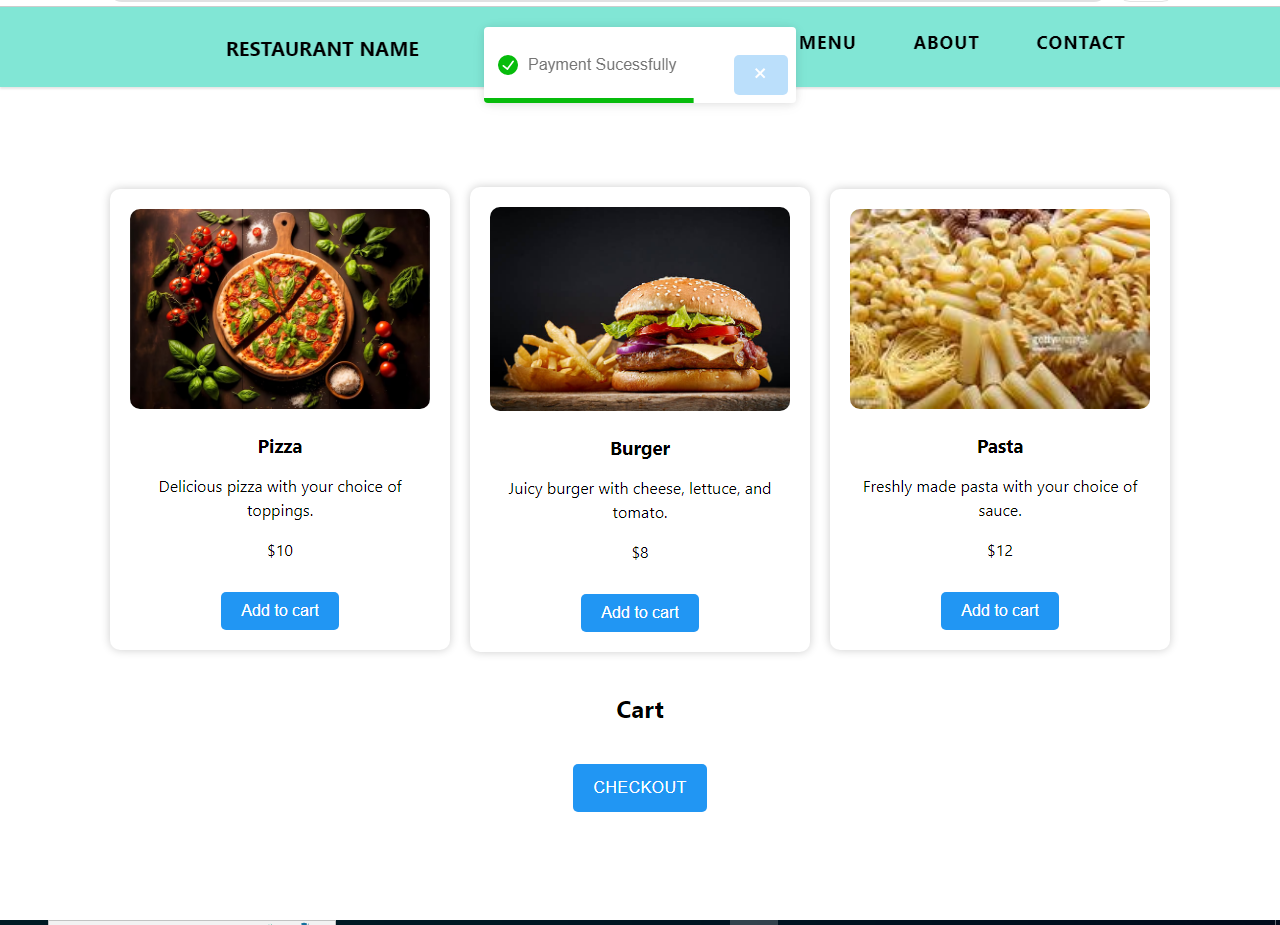 RESTAURANT NAME
MENU ABOUT CONTACT
Payment Sucessfully
gettyimages
Pizza
Delicious pizza with your choice of
toppings.
$10
Add to cart
Burger
Juicy burger with cheese, lettuce, and
tomato.
$8
Add to cart
Pasta
Freshly made pasta with your choice of
sauce.
$12
Add to cart
Cart
CHECKOUT